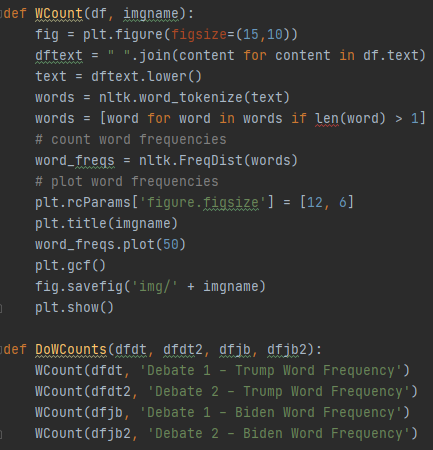 def WCount(df, imgname):
    fig = plt.figure(figsize=(15,10))
    dftext = " ".join(content for content in df.text)
    text = dftext.lower()
    words = nltk.word_tokenize(text)
    words = [word for word in words if len(word) > 1]
    # count word frequencies
    word_freqs = nltk.FreqDist(words)
    # plot word frequencies
    plt.rcParams['figure.figsize'] = [12, 6]
    plt.title(imgname)
    word_freqs.plot(50)
    plt.gcf()
    fig.savefig('img/' + imgname)
    plt.show()

def DoWCounts(dfdt, dfdt2, dfjb, dfjb2):
    WCount(dfdt, 'Debate 1 - Trump Word Frequency')
    WCount(dfdt2, 'Debate 2 - Trump Word Frequency')
    WCount(dfjb, 'Debate 1 - Biden Word Frequency')
    WCount(dfjb2, 'Debate 2 - Biden Word Frequency')